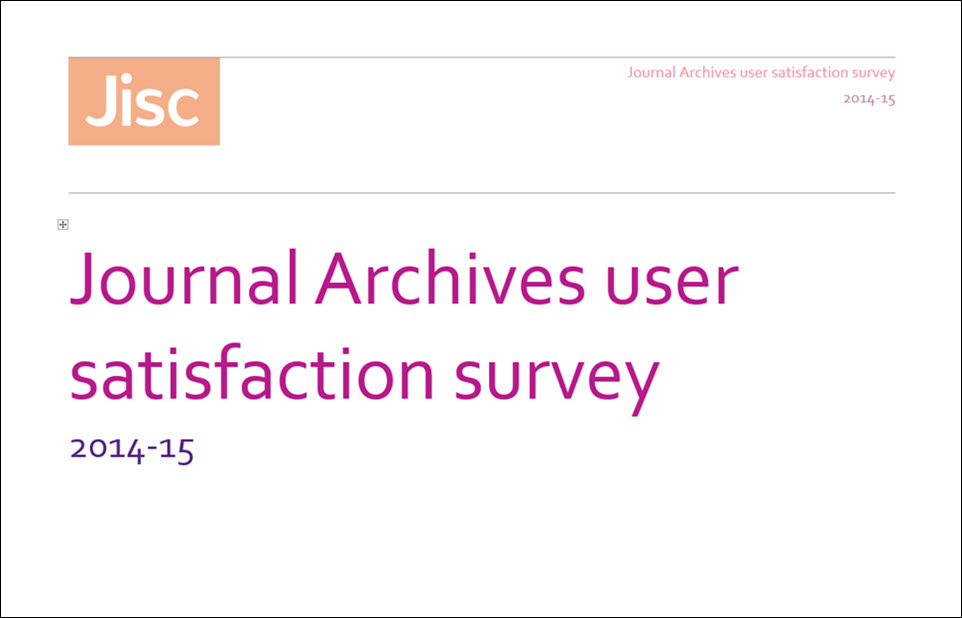 Jisc
Journal Archives user satisfaction survey
2014-15
Journal Archives user
satisfaction survey
2014-15